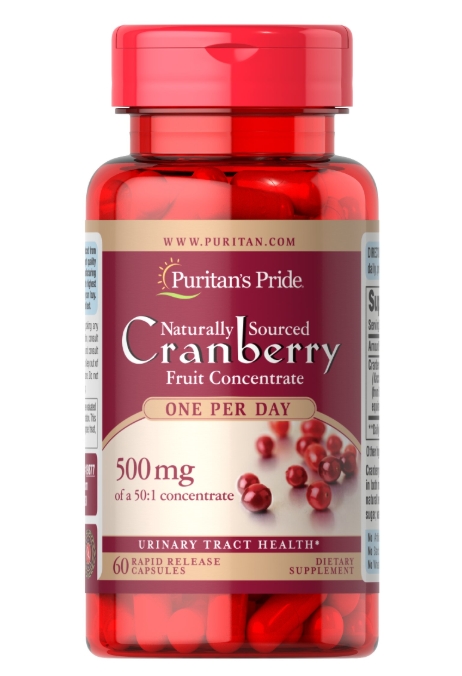 WWW.PURITAN.COM
Puritan's Pride
Naturally Sourced
Cranberry
Fruit Concentrate
ONE PER DAY
500 mg
of a 50:1 concentrate
URINARY TRACT HEALTH*
60 RAPID RELEASE
CAPSULES
DIETARY
SUPPLEMENT